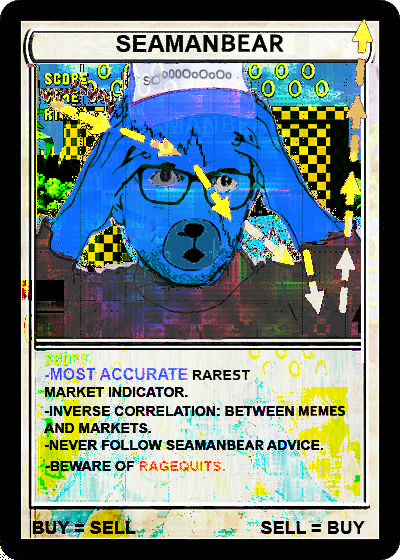 SEAMANBEAR
SCOPE
-MOST ACCURATE RAREST
MARKET INDICATOR.
-INVERSE CORRELATION: BETWEEN MEMES
AND MARKETS.
-NEVER FOLLOW SEAMANBEAR ADVICE.
-BEWARE OF RAGEQUITS.
BUY = SELL SELL = BUY